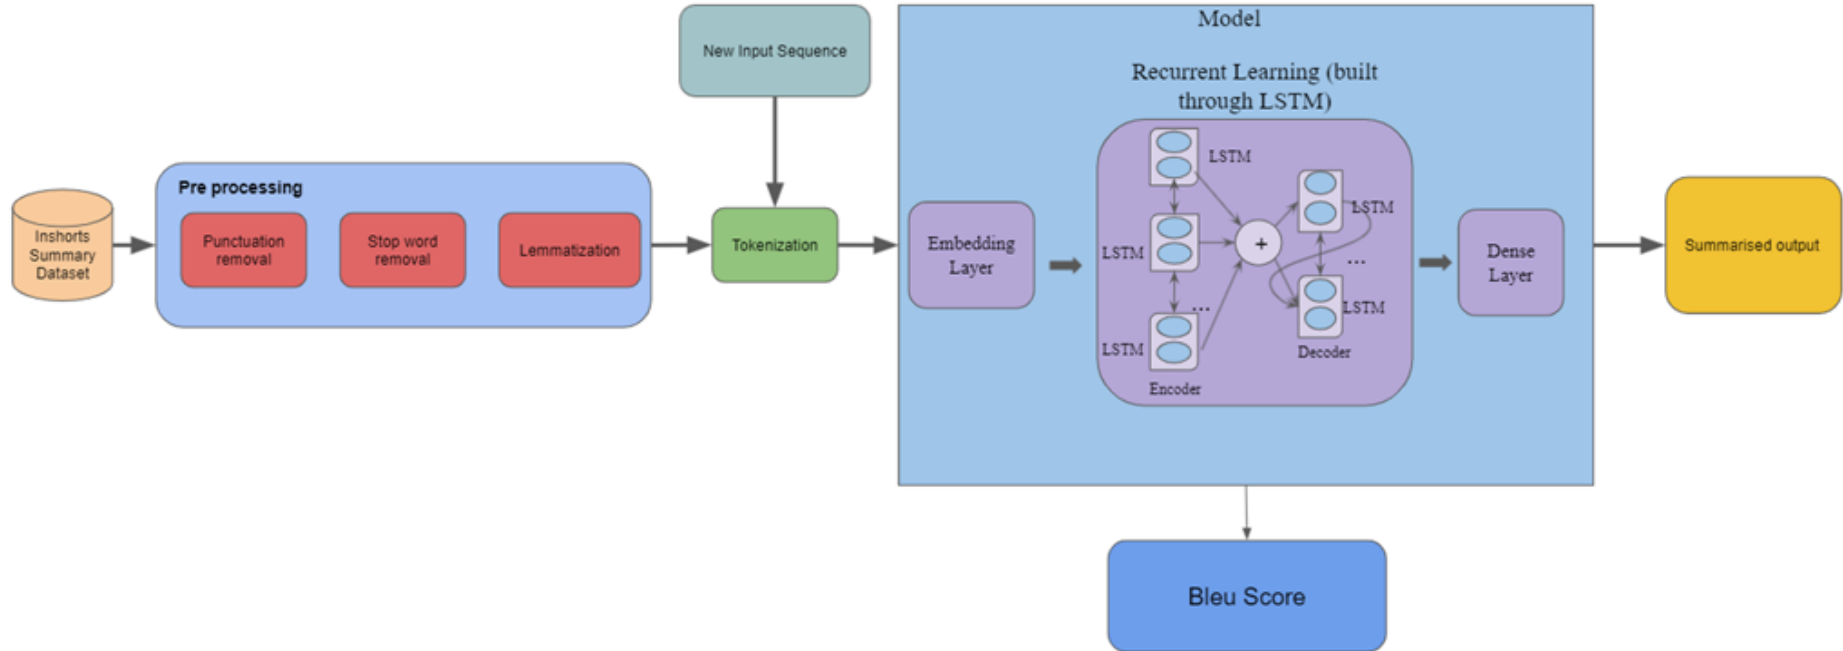 New Input Sequence
Model
Recurrent Learning (built
through LSTM)
Pre processing
Inshorts
Summary
Dataset
Punctuation
removal
Stop word
removal
Lemmatization
Tokenization
Embedding
Layer
LSTM
LSTM
...
LSTM
Encoder
+
LSTM
...
LSTM
Decoder
Dense
Layer
Summarised output
Bleu Score